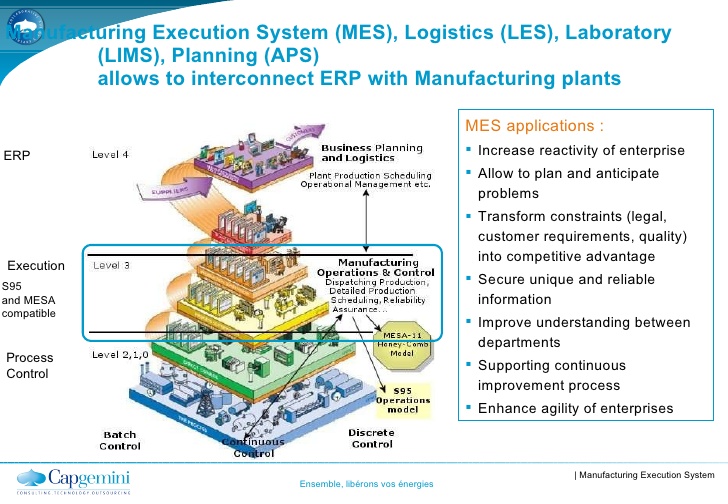 Manufacturing Execution System (MES), Logistics (LES), Laboratory
(LIMS), Planning (APS)
allows to interconnect ERP with Manufacturing plants
ERP
Level 4
CUSTOMERS
SUPPLIERS
Business Planning
and Logistics
Plant Production Scheduling
Operational Management etc.
Execution
S95
and MESA
compatible
Level 3
Manufacturing
Operations & Control
Dispatching Production,
Detailed Production
Scheduling, Reliability
Assurance...
MESA-11
Honey-Comb
Model
Process
Control
Level 2,1,0
S95
Operations
model
THE PROCESS
Batch
Control
Continuous
Control
Discrete
Control
MES applications :
▪ Increase reactivity of enterprise
▪ Allow to plan and anticipate
problems
▪ Transform constraints (legal,
customer requirements, quality)
into competitive advantage
▪ Secure unique and reliable
information
▪ Improve understanding between
departments
▪ Supporting continuous
improvement process
▪ Enhance agility of enterprises
Capgemini
CONSULTING.TECHNOLOGY.OUTSOURCING
Ensemble, libérons vos énergies
| Manufacturing Execution System